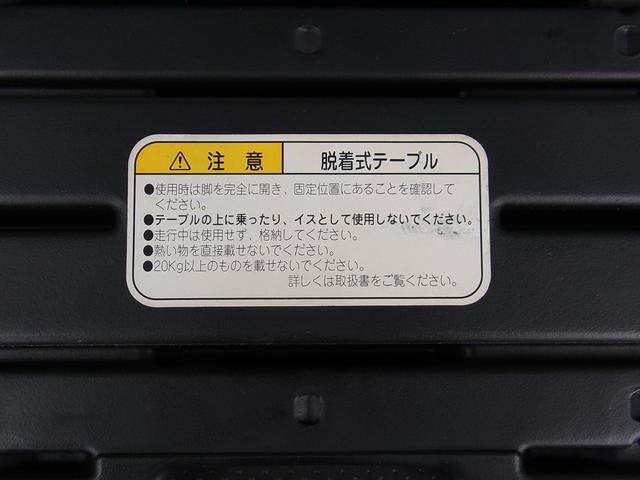 ⚠ 注意 脱着式テーブル
●使用時は脚を完全に開き、固定位置にあることを確認して
ください。
●テーブルの上に乗ったり、イスとして使用しないでください。
●走行中は使用せず、格納してください。
●熱い物を直接載せないでください。
●20Kg以上のものを載せないでください。
詳しくは取扱書をご覧ください。